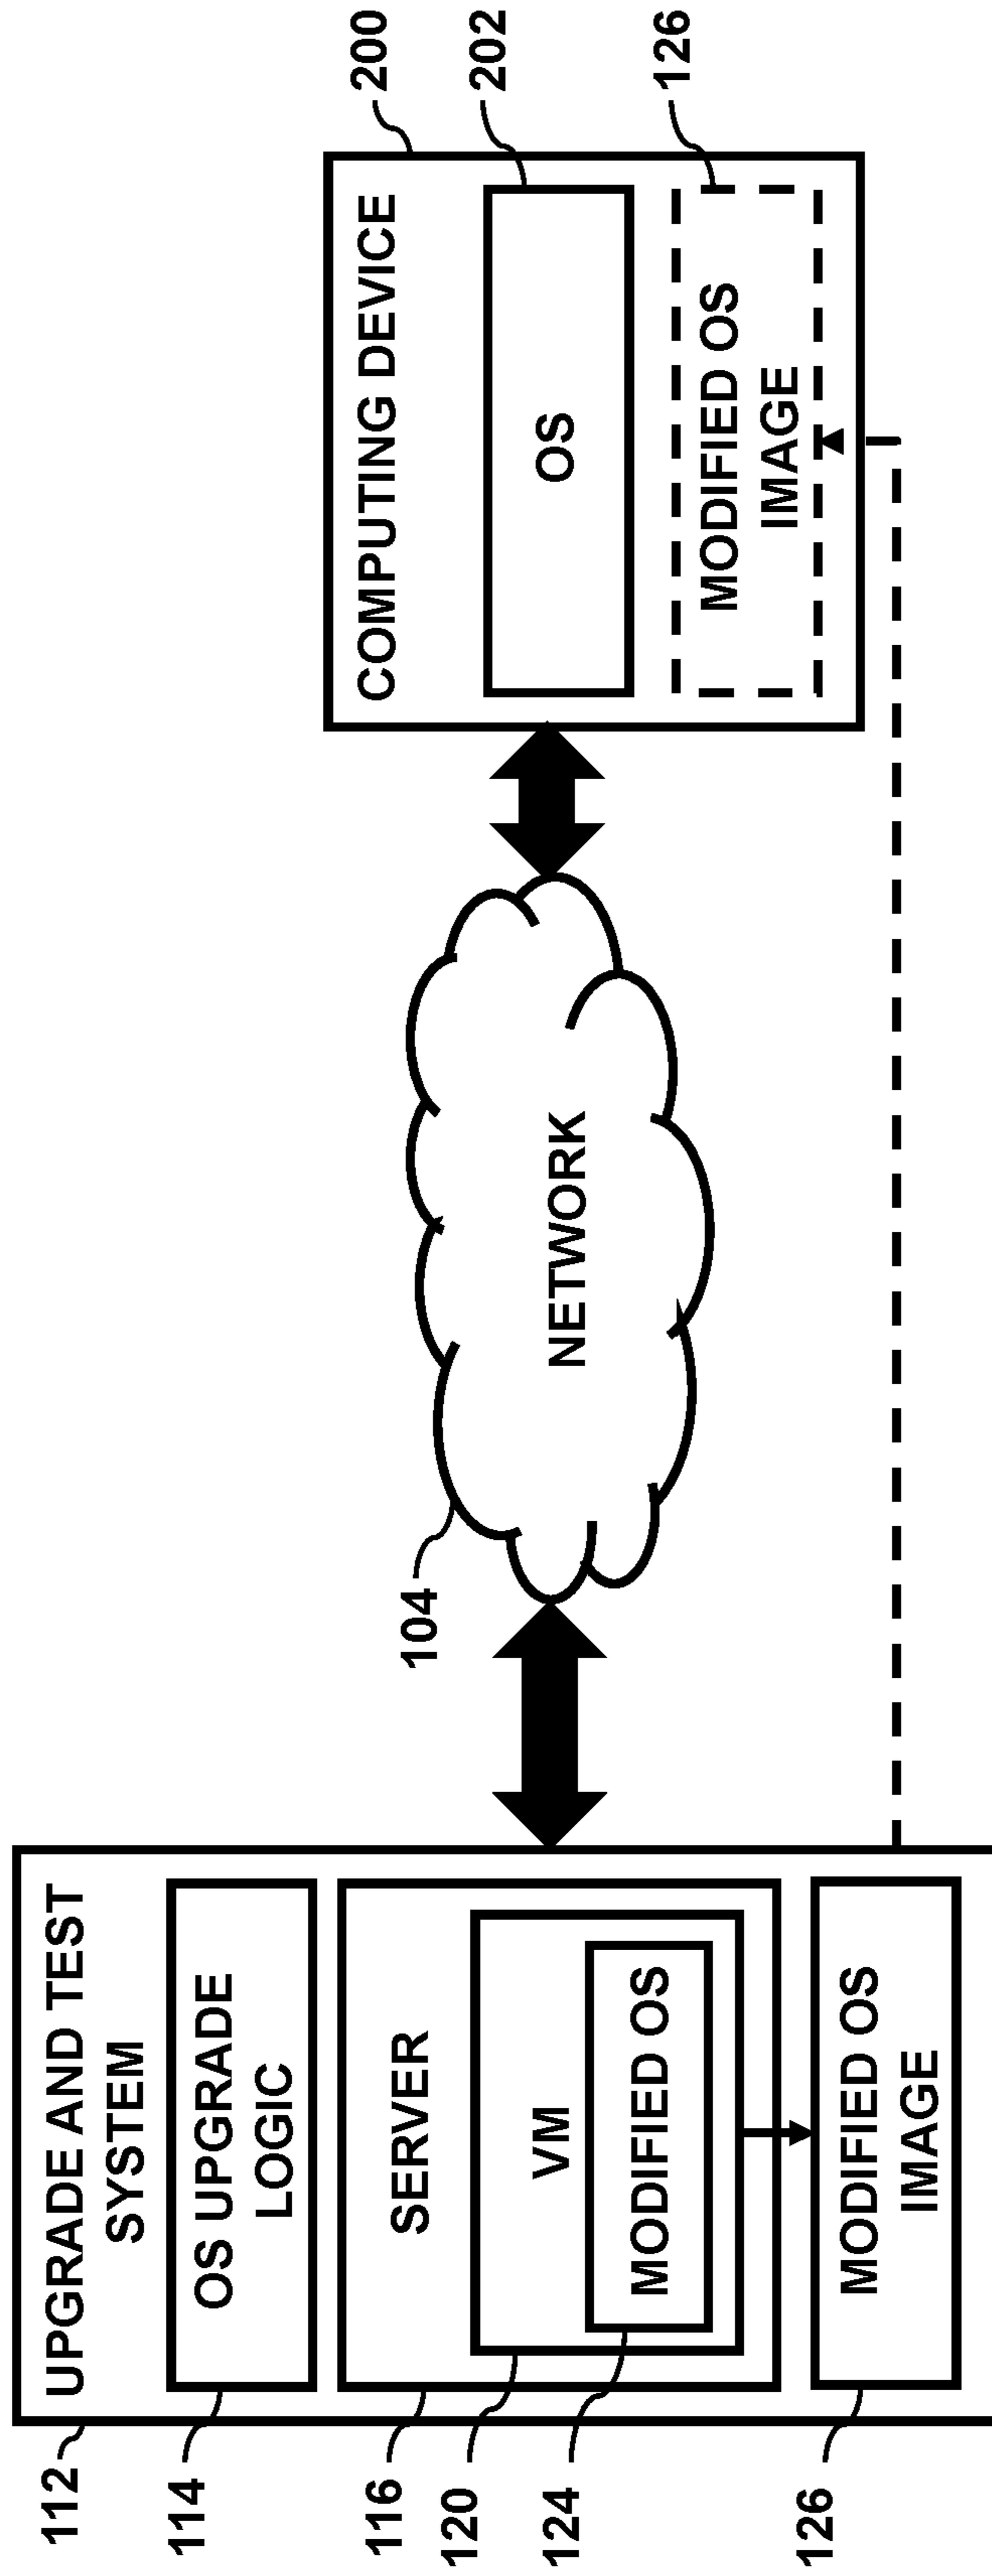 UPGRADE AND TEST
SYSTEM
OS UPGRADE
LOGIC
SERVER
VM
MODIFIED OS
MODIFIED OS
IMAGE
112
114
116
120
124
126
104
NETWORK
COMPUTING DEVICE
OS
MODIFIED OS
IMAGE
200
202
126